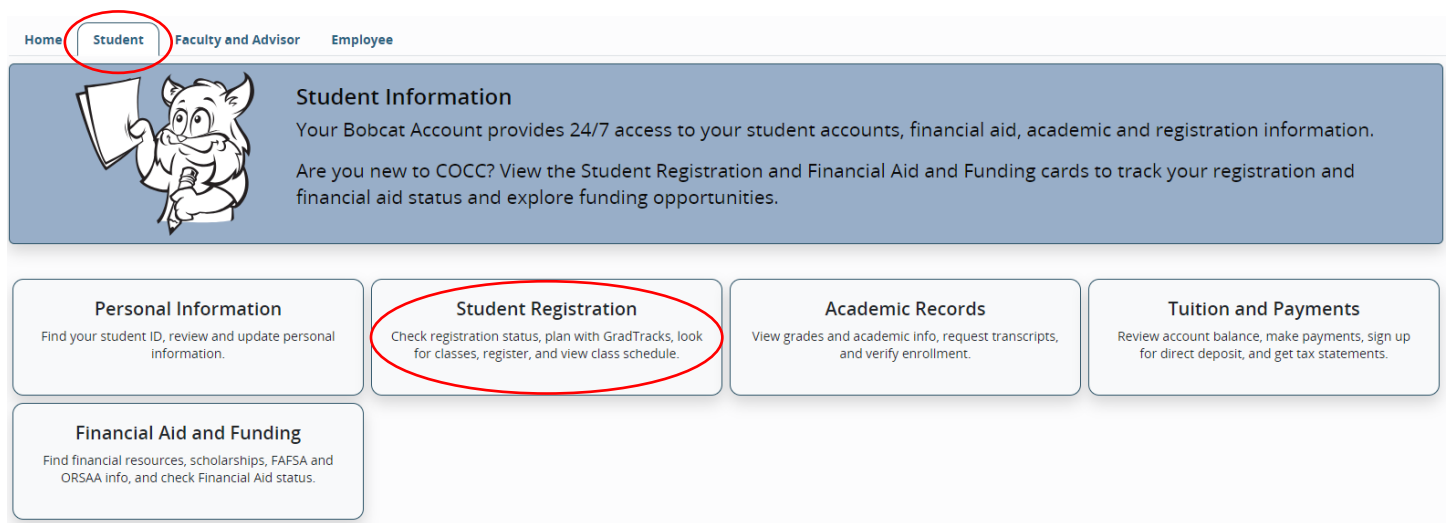 Home Student Faculty and Advisor Employee
Student Information
Your Bobcat Account provides 24/7 access to your student accounts, financial aid, academic and registration information.
Are you new to COCC? View the Student Registration and Financial Aid and Funding cards to track your registration and
financial aid status and explore funding opportunities.
Personal Information
Find your student ID, review and update personal
information.
Student Registration
Check registration status, plan with GradTracks, look
for classes, register, and view class schedule.
Academic Records
View grades and academic info, request transcripts,
and verify enrollment.
Tuition and Payments
Review account balance, make payments, sign up
for direct deposit, and get tax statements.
Financial Aid and Funding
Find financial resources, scholarships, FAFSA and
ORSAA info, and check Financial Aid status.